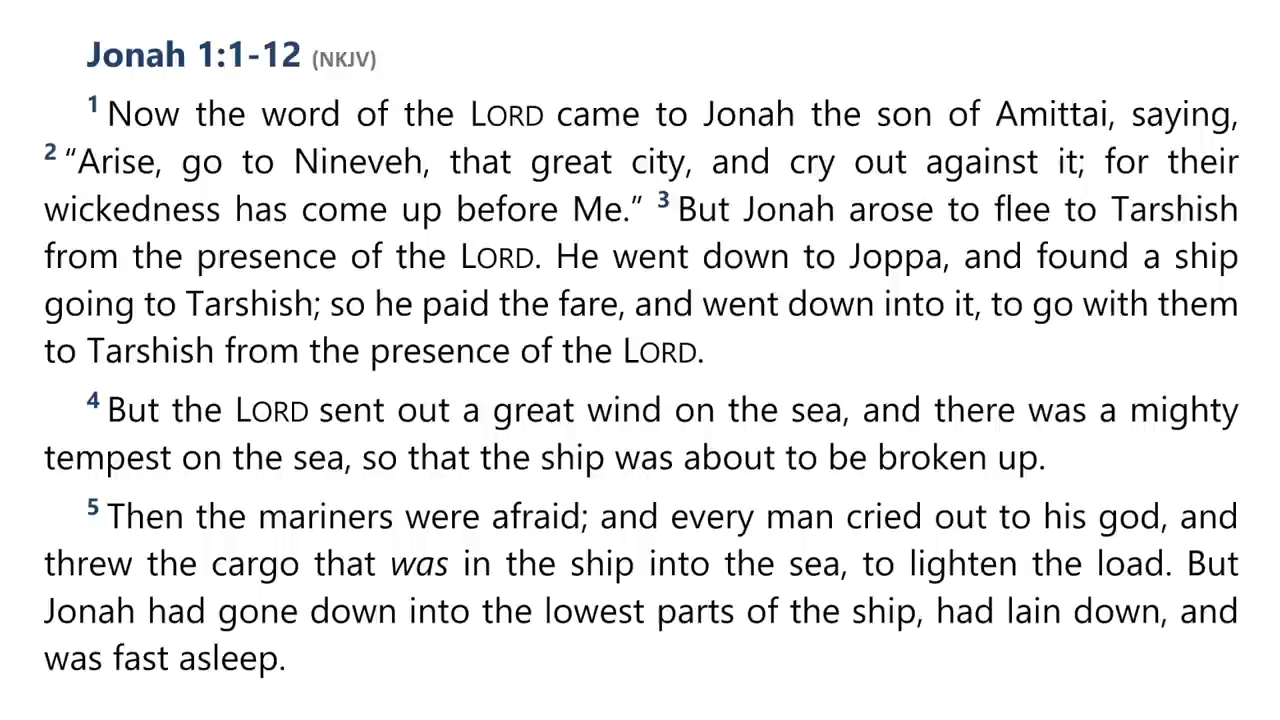 Jonah 1:1-12 (NKJV)
1 Now the word of the LORD came to Jonah the son of Amittai, saying,
2 “Arise, go to Nineveh, that great city, and cry out against it; for their
wickedness has come up before Me.” 3 But Jonah arose to flee to Tarshish
from the presence of the LORD. He went down to Joppa, and found a ship
going to Tarshish; so he paid the fare, and went down into it, to go with them
to Tarshish from the presence of the LORD.
4 But the LORD sent out a great wind on the sea, and there was a mighty
tempest on the sea, so that the ship was about to be broken up.
5 Then the mariners were afraid; and every man cried out to his god, and
threw the cargo that was in the ship into the sea, to lighten the load. But
Jonah had gone down into the lowest parts of the ship, had lain down, and
was fast asleep.